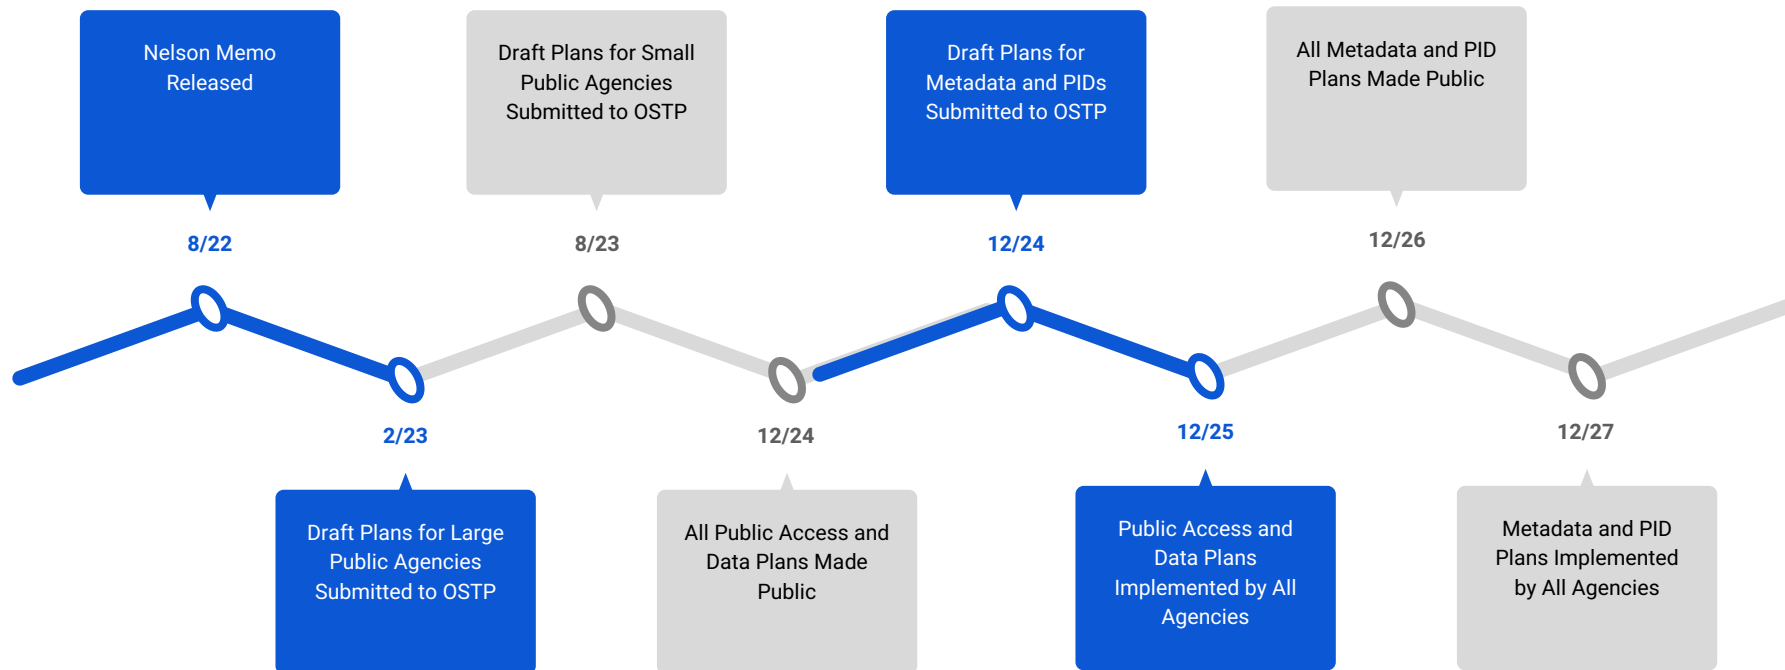 Nelson Memo
Released
8/22
2/23
Draft Plans for Large
Public Agencies
Submitted to OSTP
Draft Plans for Small
Public Agencies
Submitted to OSTP
8/23
12/24
All Public Access and
Data Plans Made
Public
Draft Plans for
Metadata and PIDs
Submitted to OSTP
12/24
12/25
Public Access and
Data Plans
Implemented by All
Agencies
All Metadata and PID
Plans Made Public
12/26
12/27
Metadata and PID
Plans Implemented
by All Agencies